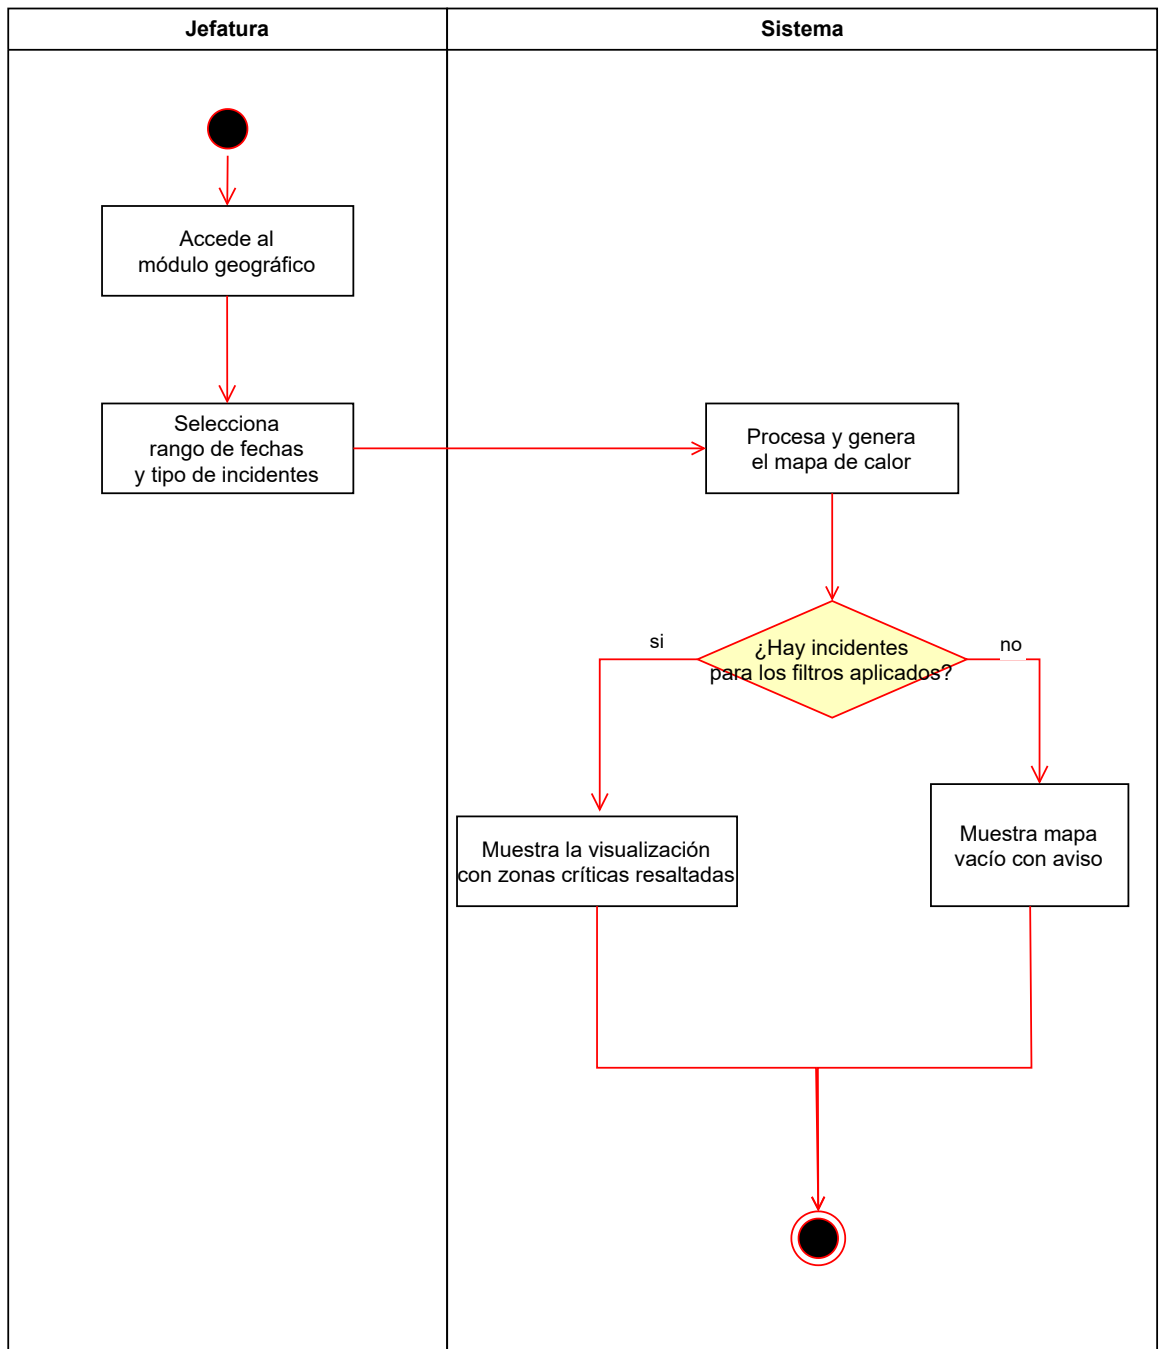 Jefatura
Sistema
Accede al
módulo geográfico
Selecciona
rango de fechas
y tipo de incidentes
Procesa y genera
el mapa de calor
¿Hay incidentes
para los filtros aplicados?
si
no
Muestra la visualización
con zonas críticas resaltadas
Muestra mapa
vacío con aviso